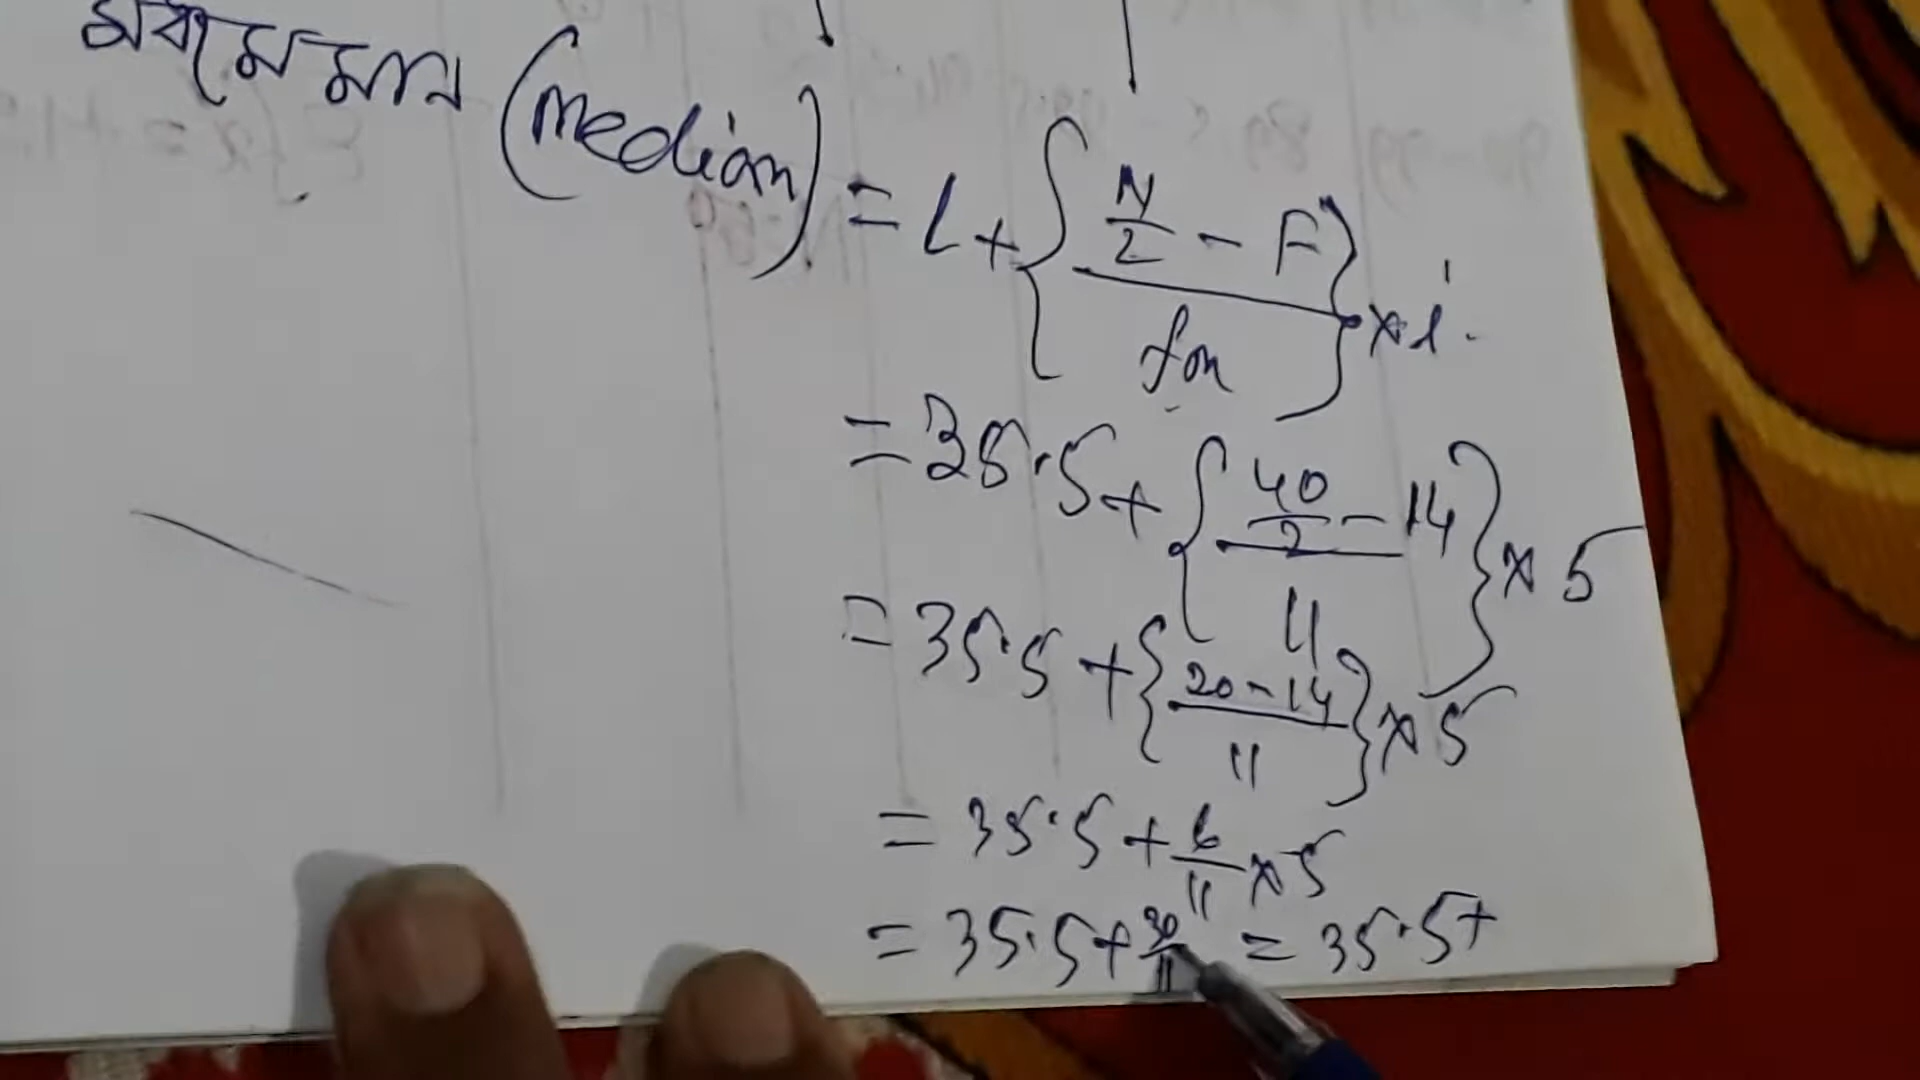 মধ্যমমান (median) = L + { (N/2 - F) / fm } × i
= 35.5 + { (40/2 - 14) / 11 } × 5
= 35.5 + { (20 - 14) / 11 } × 5
= 35.5 + 6/11 × 5
= 35.5 + 30/11 = 35.5 +